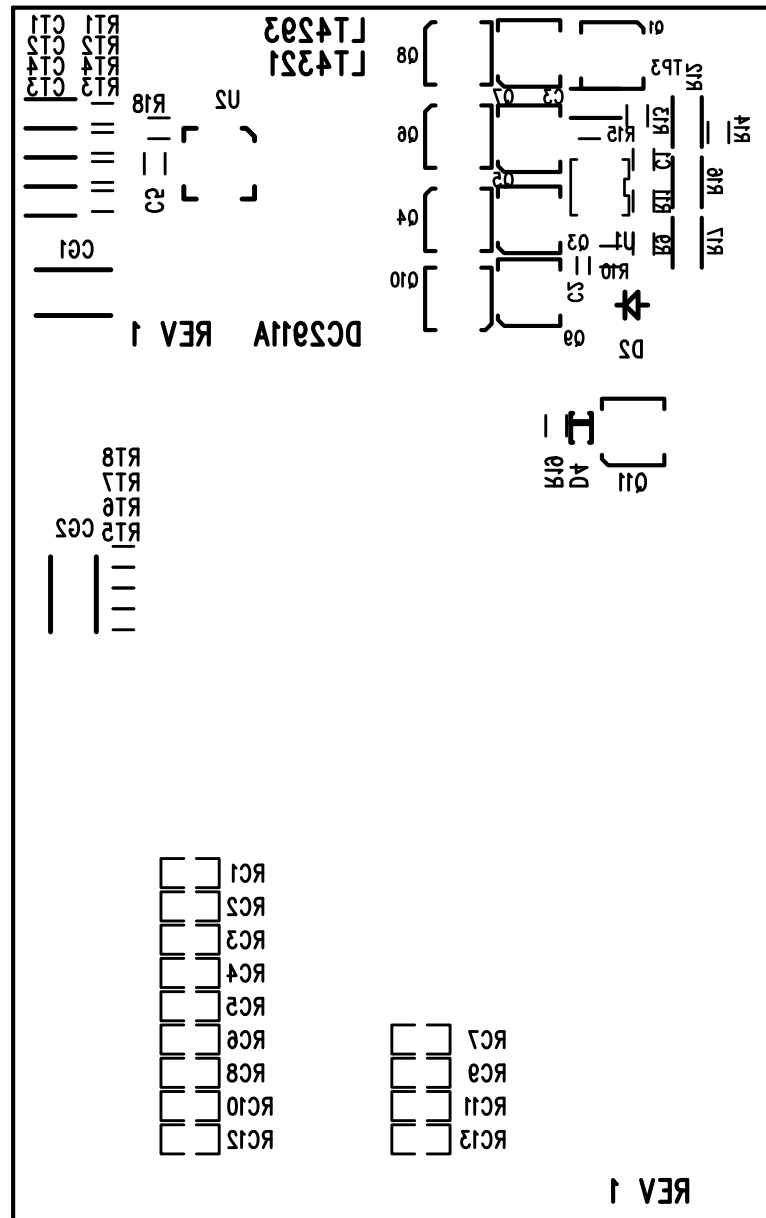 CT1 RT1
CT2 RT2
CT4 RT4
CT3 RT3
LT4293
LT4321
R18
U2
C5
CG1
DC2911A REV 1
Q8
Q7
C3
Q1
TP3
R12
Q6
R15
R13
R14
Q5
C1
R16
Q4
R11
Q3
U1
R9
R17
Q10
C2
R10
Q9
D2
R19
D4
Q11
RT8
RT7
RT6
RT5
CG2
RC1
RC2
RC3
RC4
RC5
RC6
RC7
RC8
RC9
RC10
RC11
RC12
RC13
REV 1